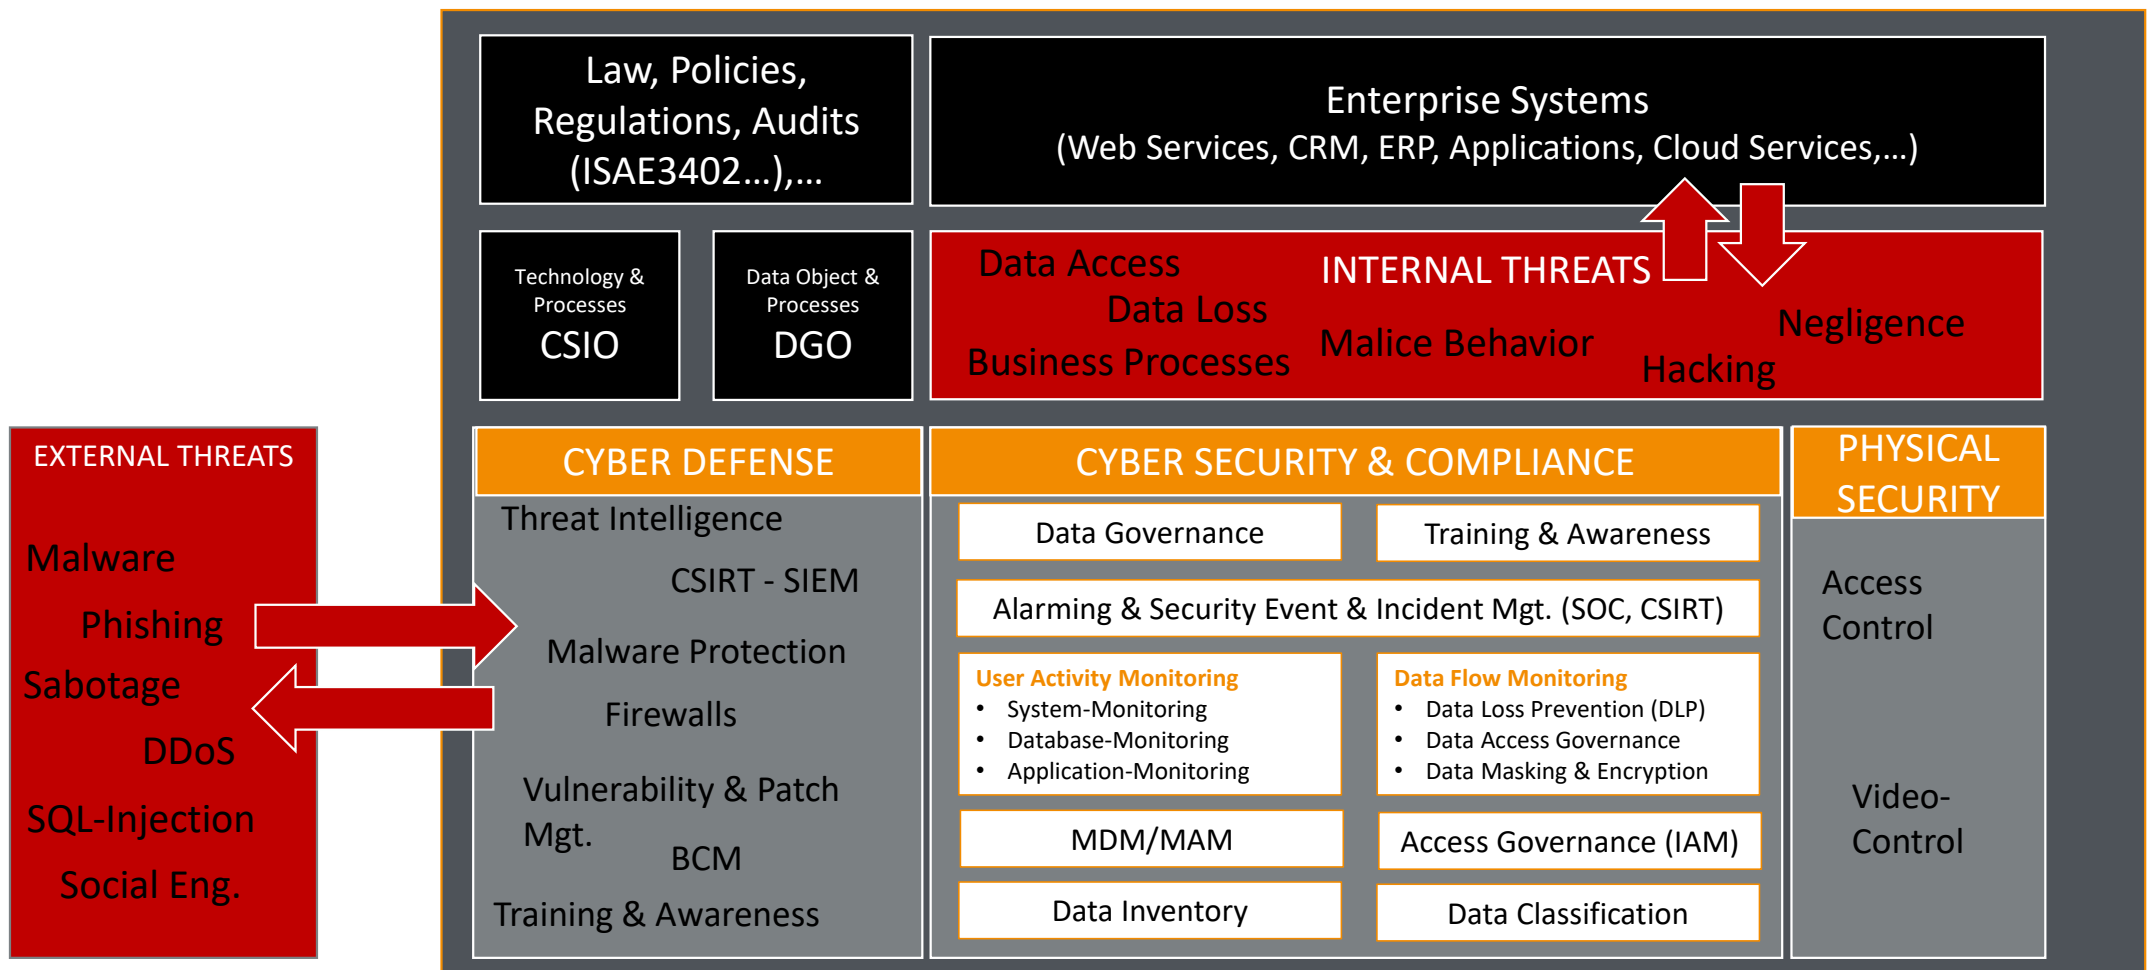 Law, Policies,
Regulations, Audits
(ISAE3402...),...
Enterprise Systems
(Web Services, CRM, ERP, Applications, Cloud Services,...)
Technology &
Processes
CSIO
Data Object &
Processes
DGO
INTERNAL THREATS
Data Access
Data Loss
Business Processes
Malice Behavior
Hacking
Negligence
EXTERNAL THREATS
Malware
Phishing
Sabotage
DDoS
SQL-Injection
Social Eng.
CYBER DEFENSE
Threat Intelligence
CSIRT - SIEM
Malware Protection
Firewalls
Vulnerability & Patch
Mgt.
BCM
Training & Awareness
CYBER SECURITY & COMPLIANCE
Data Governance
Training & Awareness
Alarming & Security Event & Incident Mgt. (SOC, CSIRT)
User Activity Monitoring
• System-Monitoring
• Database-Monitoring
• Application-Monitoring
Data Flow Monitoring
• Data Loss Prevention (DLP)
• Data Access Governance
• Data Masking & Encryption
MDM/MAM
Access Governance (IAM)
Data Inventory
Data Classification
PHYSICAL
SECURITY
Access
Control
Video-
Control